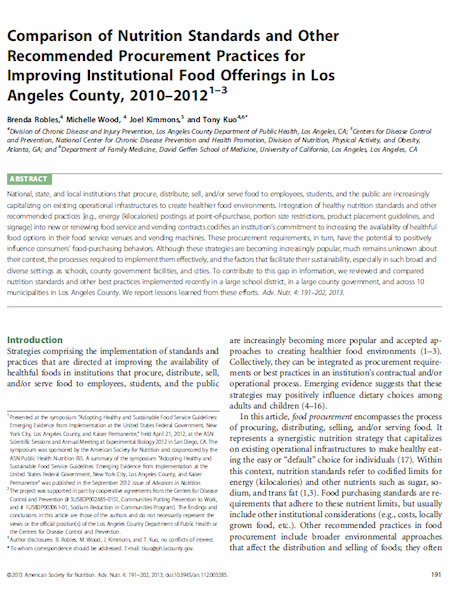 Comparison of Nutrition Standards and Other
Recommended Procurement Practices for
Improving Institutional Food Offerings in Los
Angeles County, 2010–2012¹⁻³
Brenda Robles,⁴ Michelle Wood,⁴ Joel Kimmons,⁵ and Tony Kuo⁴,⁶*
⁴Division of Chronic Disease and Injury Prevention, Los Angeles County Department of Public Health, Los Angeles, CA; ⁵Centers for Disease Control
and Prevention, National Center for Chronic Disease Prevention and Health Promotion, Division of Nutrition, Physical Activity, and Obesity,
Atlanta, GA; and ⁶Department of Family Medicine, David Geffen School of Medicine, University of California, Los Angeles, Los Angeles, CA
ABSTRACT
National, state, and local institutions that procure, distribute, sell, and/or serve food to employees, students, and the public are increasingly
capitalizing on existing operational infrastructures to create healthier food environments. Integration of healthy nutrition standards and other
recommended practices [e.g., energy (kilocalories) postings at point-of-purchase, portion size restrictions, product placement guidelines, and
signage] into new or renewing food service and vending contracts codifies an institution's commitment to increasing the availability of healthful
food options in their food service venues and vending machines. These procurement requirements, in turn, have the potential to positively
influence consumers' food-purchasing behaviors. Although these strategies are becoming increasingly popular, much remains unknown about
their context, the processes required to implement them effectively, and the factors that facilitate their sustainability, especially in such broad and
diverse settings as schools, county government facilities, and cities. To contribute to this gap in information, we reviewed and compared
nutrition standards and other best practices implemented recently in a large school district, in a large county government, and across 10
municipalities in Los Angeles County. We report lessons learned from these efforts. Adv. Nutr. 4: 191–202, 2013.
Introduction
Strategies comprising the implementation of standards and
practices that are directed at improving the availability of
healthful foods in institutions that procure, distribute, sell,
and/or serve food to employees, students, and the public
¹ Presented at the symposium "Adopting Healthy and Sustainable Food Service Guidelines:
Emerging Evidence from Implementation at the United States Federal Government, New
York City, Los Angeles County, and Kaiser Permanente," held April 21, 2012, at the ASN
Scientific Sessions and Annual Meeting at Experimental Biology 2012 in San Diego, CA. The
symposium was sponsored by the American Society for Nutrition and cosponsored by the
ASN Public Health Nutrition RIS. A summary of the symposium "Adopting Healthy and
Sustainable Food Service Guidelines: Evidence from Implementation at the
United States Federal Government, New York City, Los Angeles County, and Kaiser
Permanente" was published in the September 2012 issue of Advances in Nutrition.
² The project was supported in part by cooperative agreements from the Centers for Disease
Control and Prevention (# 3U58DP002485-01S1, Communities Putting Prevention to Work,
and # 1U58DP003061-01, Sodium Reduction in Communities Program). The findings and
conclusions in this article are those of the authors and do not necessarily represent the
views or the official position(s) of the Los Angeles County Department of Public Health or
the Centers for Disease Control and Prevention.
³ Author disclosures: B. Robles, M. Wood, J. Kimmons, and T. Kuo, no conflicts of interest.
* To whom correspondence should be addressed. E-mail: tkuo@ph.lacounty.gov.
are increasingly becoming more popular and accepted ap-
proaches to creating healthier food environments (1–3).
Collectively, they can be integrated as procurement require-
ments or best practices in an institution's contractual and/or
operational process. Emerging evidence suggests that these
strategies may positively influence dietary choices among
adults and children (4–16).
In this article, food procurement encompasses the process
of procuring, distributing, selling, and/or serving food. It
represents a synergistic nutrition strategy that capitalizes
on existing operational infrastructures to make healthy eat-
ing the easy or "default" choice for individuals (17). Within
this context, nutrition standards refer to codified limits for
energy (kilocalories) and other nutrients such as sugar, so-
dium, and trans fat (1,3). Food purchasing standards are re-
quirements that adhere to these nutrient limits, but usually
include other institutional considerations (e.g., costs, locally
grown food, etc.). Other recommended practices in food
procurement include broader environmental approaches
that affect the distribution and selling of foods; they often
©2013 American Society for Nutrition. Adv. Nutr. 4: 191–202, 2013; doi:10.3945/an.112.003285.
191